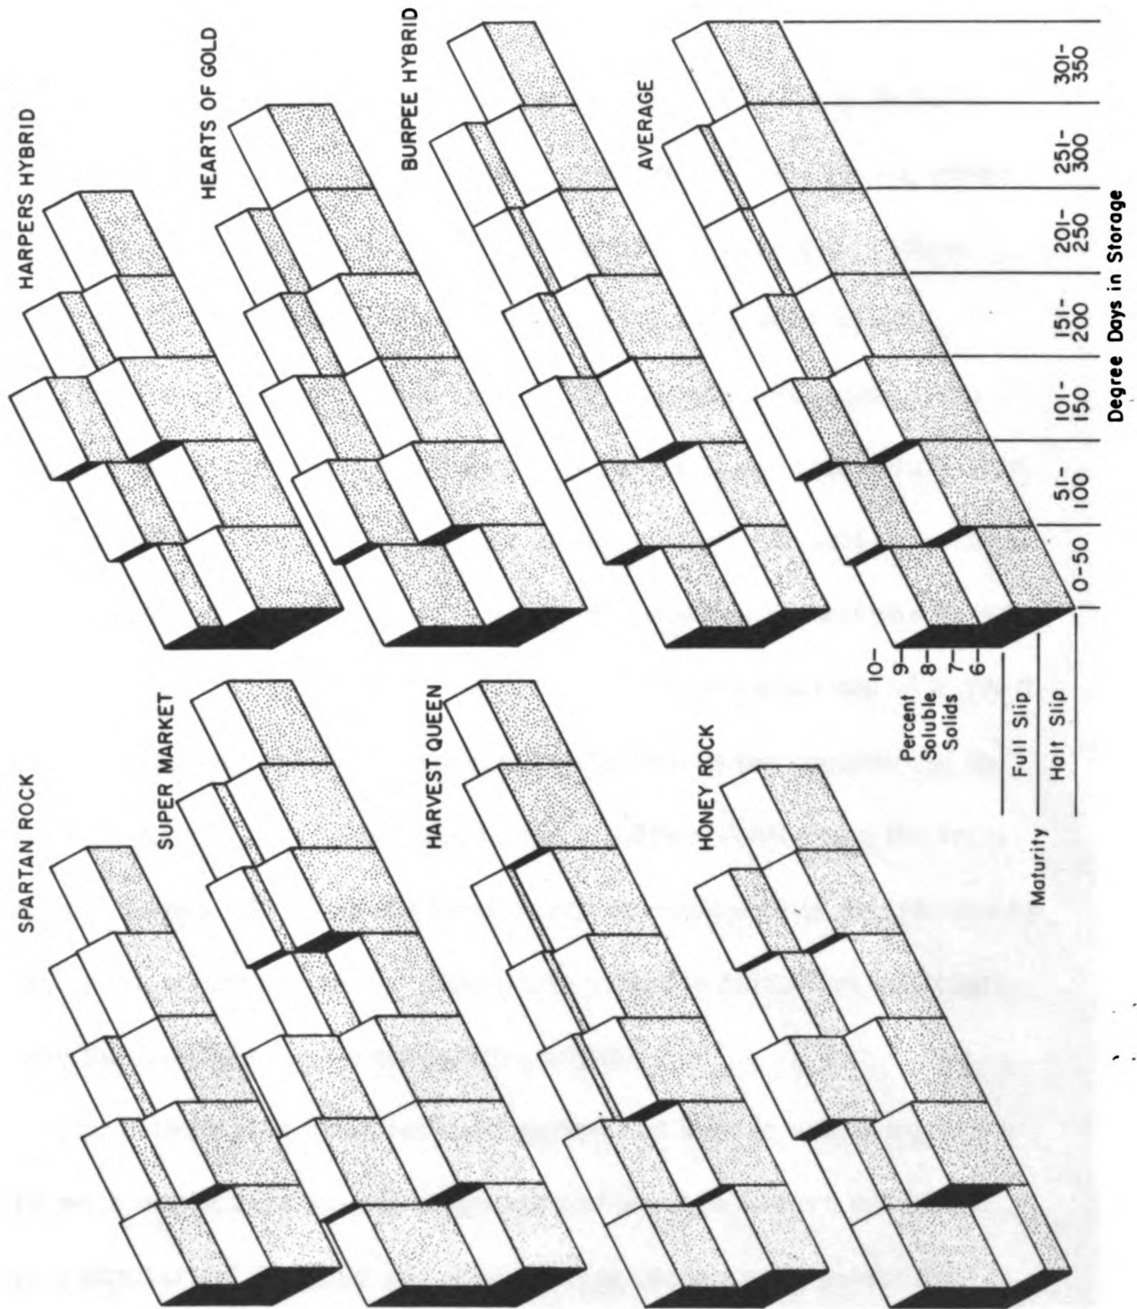 SPARTAN ROCK
HARPERS HYBRID
SUPER MARKET
HEARTS OF GOLD
HARVEST QUEEN
BURPEE HYBRID
HONEY ROCK
AVERAGE
10-
9-
8-
7-
6-
Percent
Soluble
Solids
Full Slip
Half Slip
Maturity
0-50
51-
100
101-
150
151-
200
201-
250
251-
300
301-
350
Degree Days in Storage